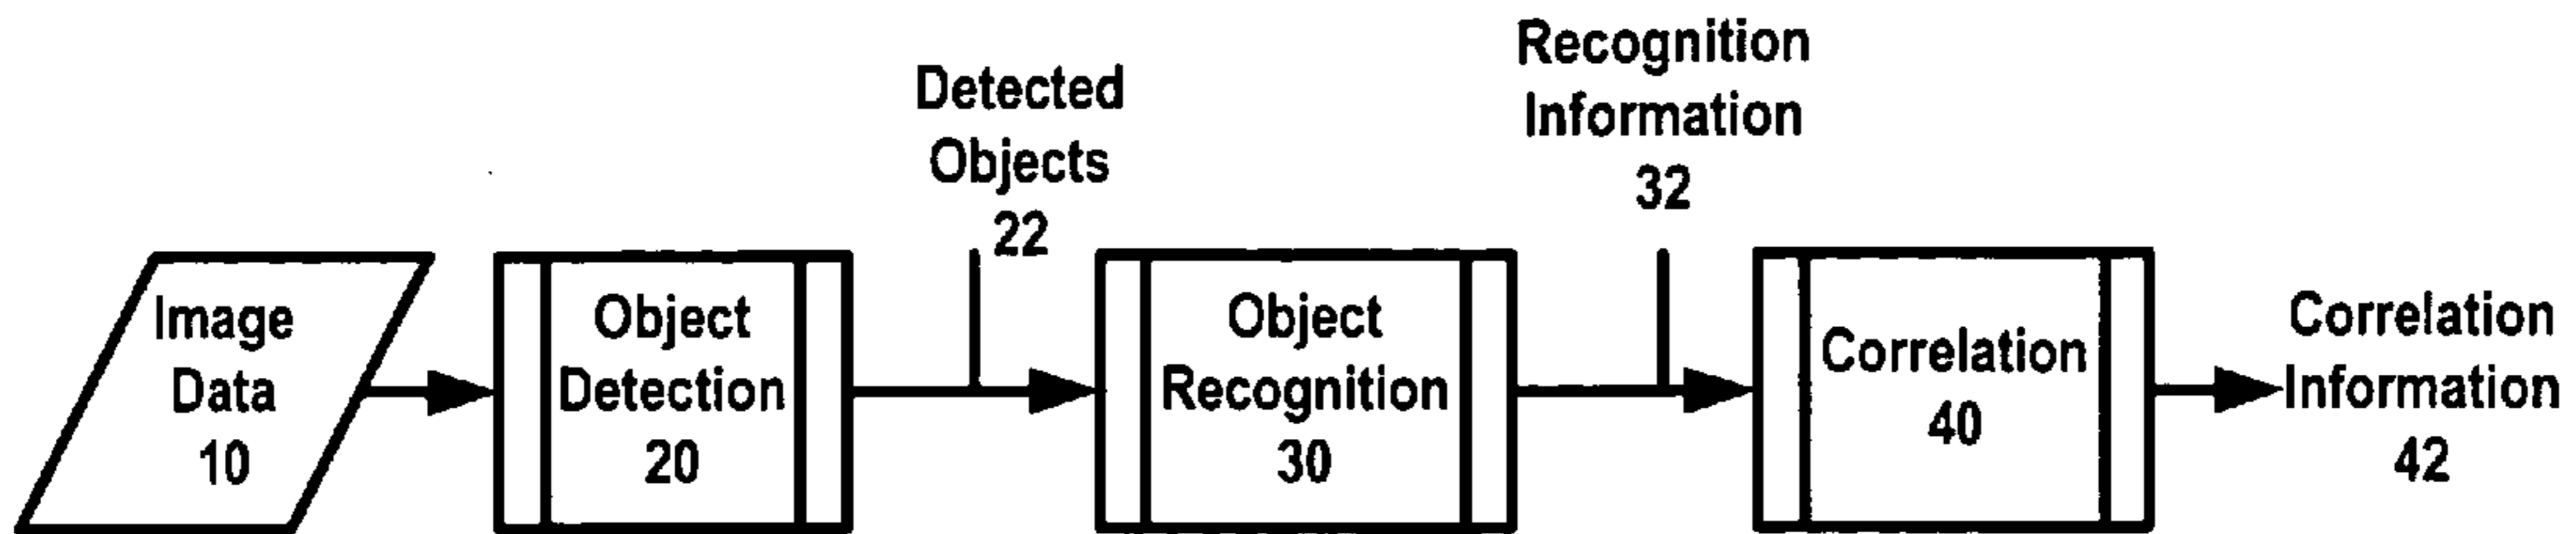 Image
Data
10
Object
Detection
20
Detected
Objects
22
Object
Recognition
30
Recognition
Information
32
Correlation
40
Correlation
Information
42